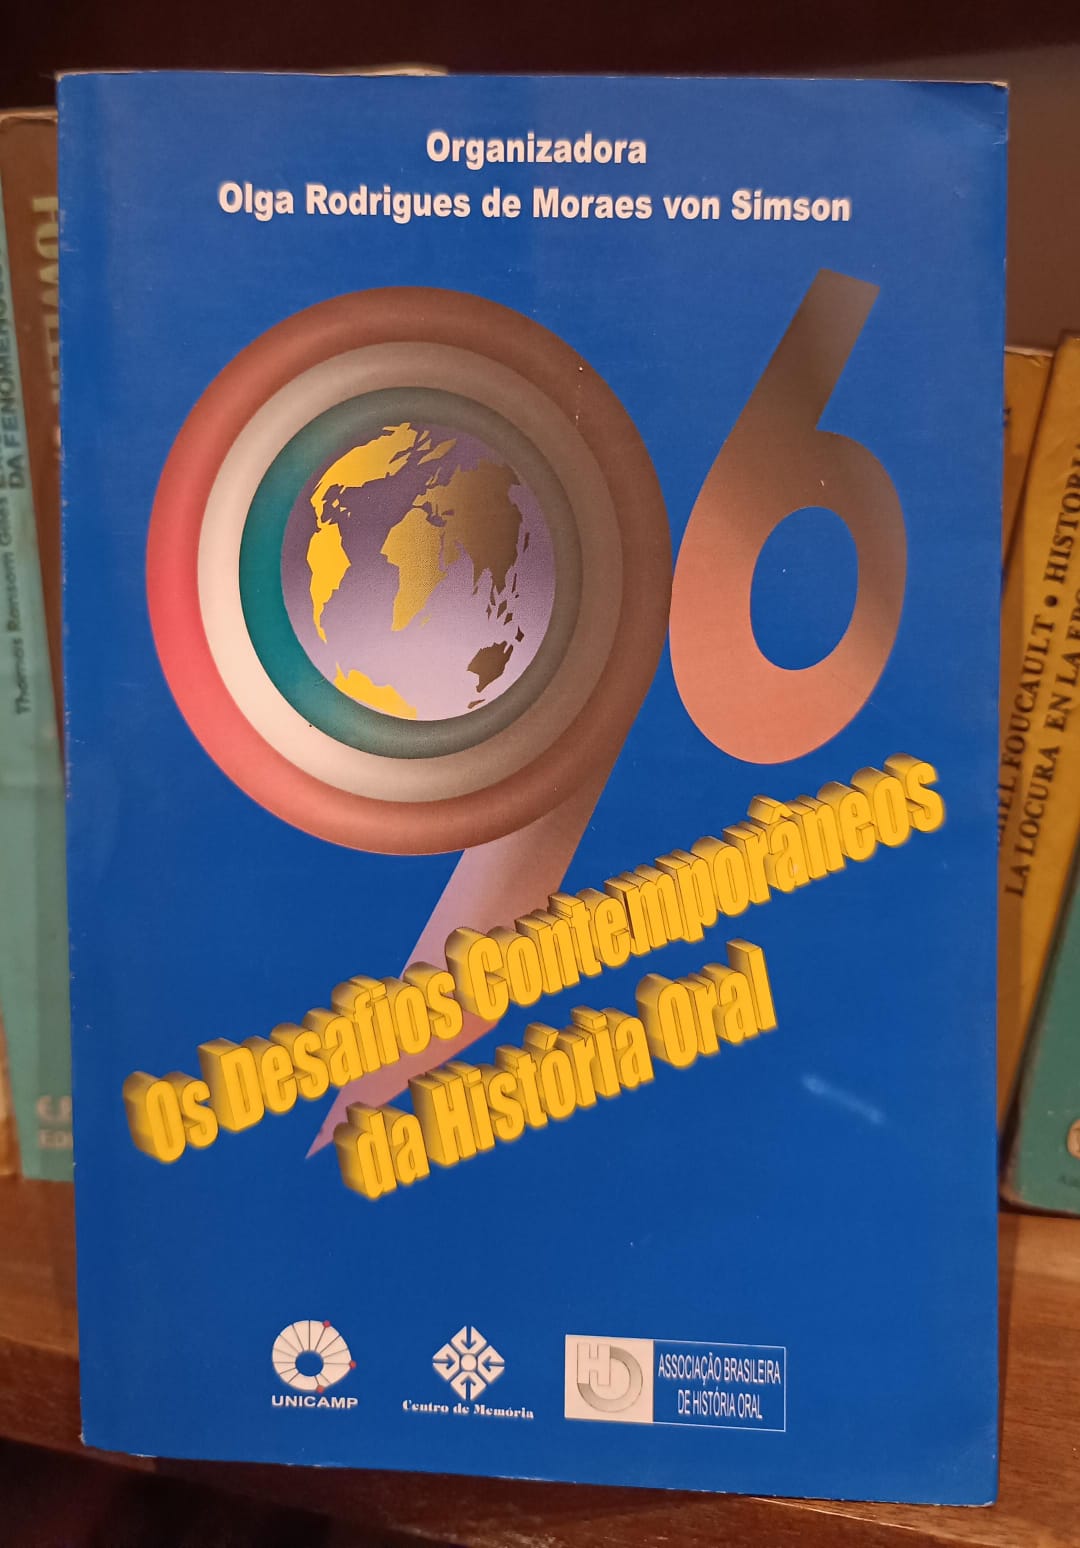 Organizadora
Olga Rodrigues de Moraes von Simson
96
Os Desafios Contemporâneos
da História Oral
UNICAMP
Centro de Memória
ASSOCIAÇÃO BRASILEIRA
DE HISTÓRIA ORAL
DA FENOMENOLO
Thomas Ransom Giles
FOUCAULT • HISTORIA
LA LOCURA EN LA